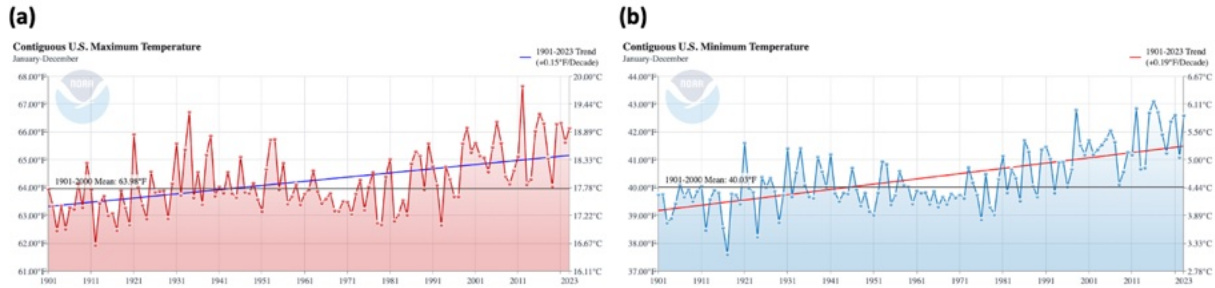 (a)
Contiguous U.S. Maximum Temperature
January-December
1901-2023 Trend
(+0.15°F/Decade)
68.00°F
67.00°F
66.00°F
65.00°F
64.00°F
63.00°F
62.00°F
61.00°F
20.00°C
19.44°C
18.89°C
18.33°C
17.78°C
17.22°C
16.67°C
16.11°C
NOAA
1901-2000 Mean: 63.98°F
1901 1911 1921 1931 1941 1951 1961 1971 1981 1991 2001 2011 2023
(b)
Contiguous U.S. Minimum Temperature
January-December
1901-2023 Trend
(+0.19°F/Decade)
44.00°F
43.00°F
42.00°F
41.00°F
40.00°F
39.00°F
38.00°F
37.00°F
6.67°C
6.11°C
5.56°C
5.00°C
4.44°C
3.89°C
3.33°C
2.78°C
NOAA
1901-2000 Mean: 40.03°F
1901 1911 1921 1931 1941 1951 1961 1971 1981 1991 2001 2011 2023